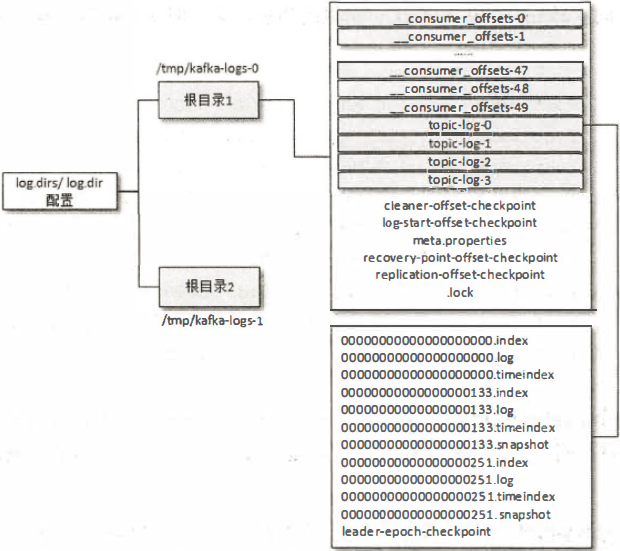 __consumer_offsets-0
__consumer_offsets-1
......
/tmp/kafka-logs-0
__consumer_offsets-47
__consumer_offsets-48
根目录1
__consumer_offsets-49
topic-log-0
topic-log-1
topic-log-2
log.dirs/ log.dir
配置
topic-log-3
cleaner-offset-checkpoint
log-start-offset-checkpoint
meta.properties
recovery-point-offset-checkpoint
replication-offset-checkpoint
.lock
根目录2
/tmp/kafka-logs-1
00000000000000000000.index
00000000000000000000.log
00000000000000000000.timeindex
00000000000000000133.index
00000000000000000133.log
00000000000000000133.timeindex
00000000000000000133.snapshot
00000000000000000251.index
00000000000000000251.log
00000000000000000251.timeindex
00000000000000000251.snapshot
leader-epoch-checkpoint